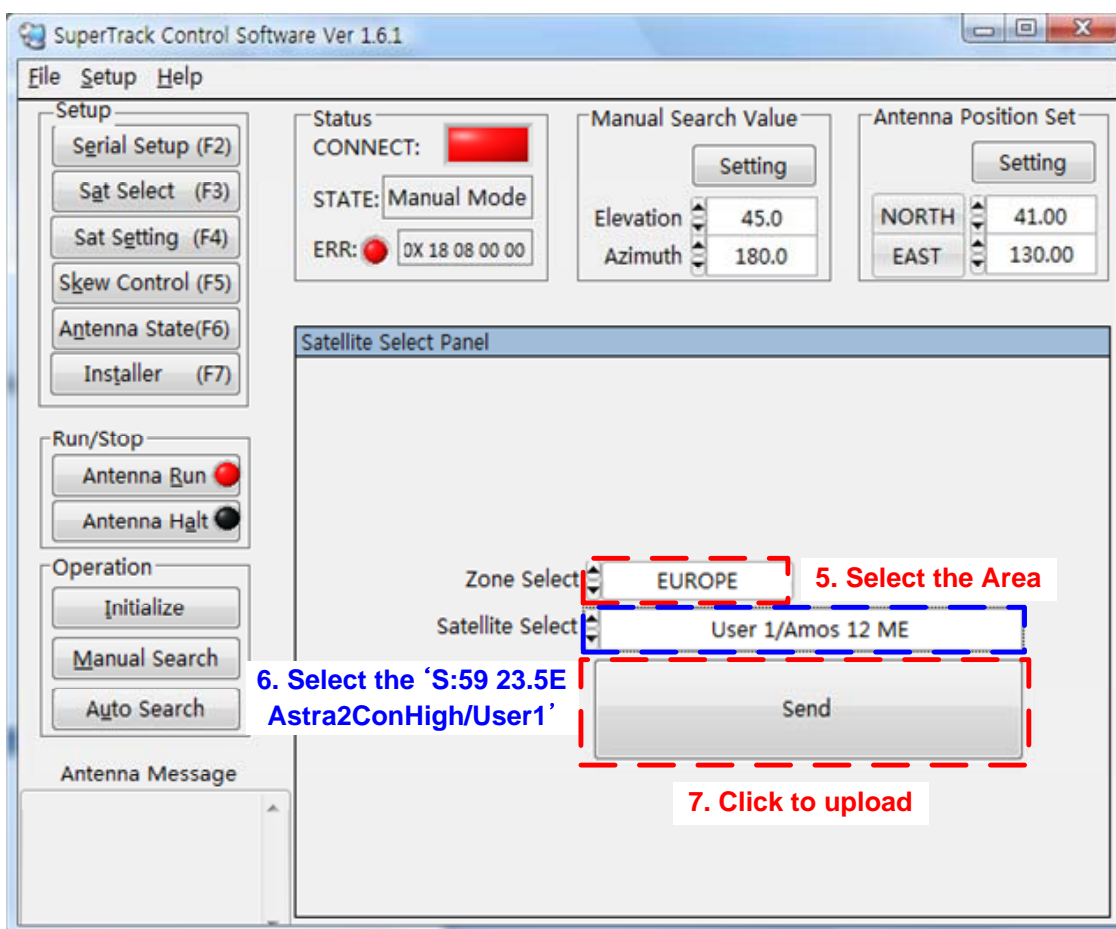 SuperTrack Control Software Ver 1.6.1
File Setup Help
Setup
Serial Setup (F2)
Sat Select (F3)
Sat Setting (F4)
Skew Control (F5)
Antenna State(F6)
Installer (F7)
Run/Stop
Antenna Run
Antenna Halt
Operation
Initialize
Manual Search
Auto Search
Antenna Message
Status
CONNECT:
STATE: Manual Mode
ERR: 0X 18 08 00 00
Manual Search Value
Setting
Elevation 45.0
Azimuth 180.0
Antenna Position Set
Setting
NORTH 41.00
EAST 130.00
Satellite Select Panel
Zone Select EUROPE
5. Select the Area
Satellite Select User 1/Amos 12 ME
6. Select the ‘S:59 23.5E
Astra2ConHigh/User1’
Send
7. Click to upload